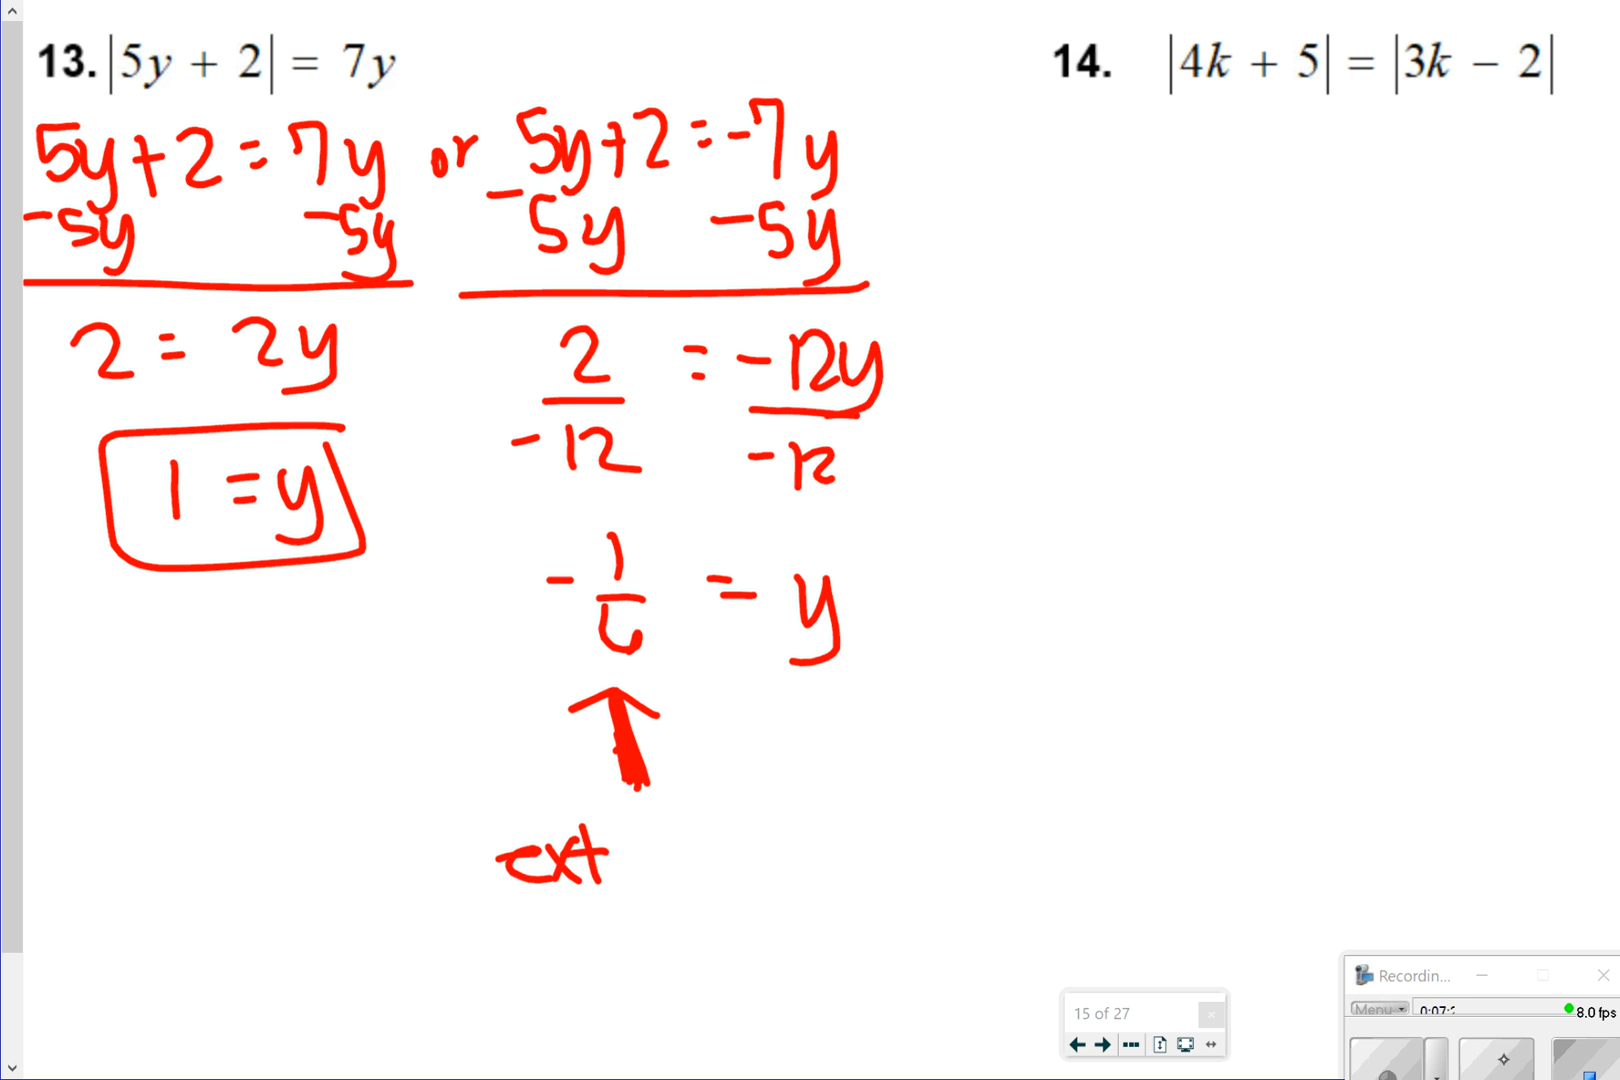 13. |5y + 2| = 7y
5y+2=7y or 5y+2=-7y
-5y -5y -5y -5y
2 = 2y
1 = y
2 = -12y
-12 -12
-1/6 = y
ext
14. |4k + 5| = |3k − 2|
15 of 27
Recordin...
Menu
8.0 fps